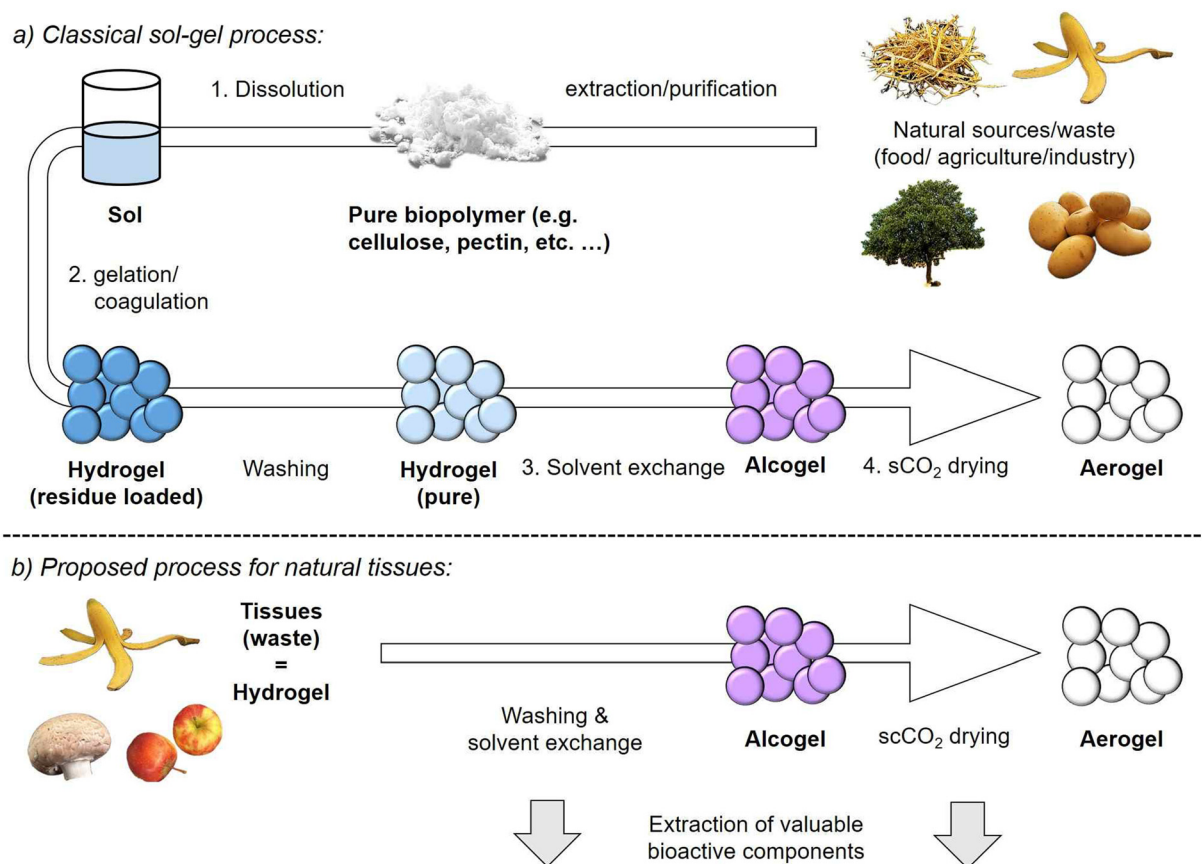 a) Classical sol-gel process:
1. Dissolution
extraction/purification
Natural sources/waste
(food/ agriculture/industry)
Sol
Pure biopolymer (e.g.
cellulose, pectin, etc. …)
2. gelation/
coagulation
Hydrogel
(residue loaded)
Washing
Hydrogel
(pure)
3. Solvent exchange
Alcogel
4. sCO₂ drying
Aerogel
b) Proposed process for natural tissues:
Tissues
(waste)
=
Hydrogel
Washing &
solvent exchange
Alcogel
scCO₂ drying
Aerogel
Extraction of valuable
bioactive components